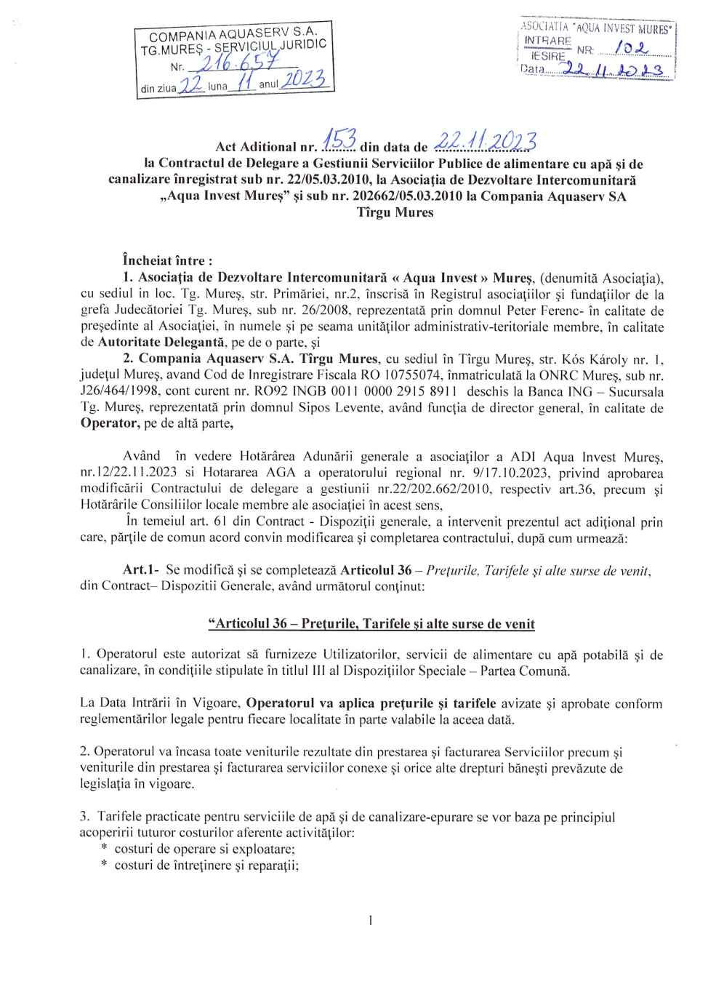 COMPANIA AQUASERV S.A.
TG.MUREŞ - SERVICIUL JURIDIC
Nr. 216.657
din ziua 22 luna 11 anul 2023
ASOCIATIA "AQUA INVEST MURES"
INTRARE
IESIRE NR: 102
Data 22.11.2023
Act Aditional nr. 153 din data de 22.11.2023
la Contractul de Delegare a Gestiunii Serviciilor Publice de alimentare cu apă şi de
canalizare înregistrat sub nr. 22/05.03.2010, la Asociaţia de Dezvoltare Intercomunitară
„Aqua Invest Mureş” şi sub nr. 202662/05.03.2010 la Compania Aquaserv SA
Tîrgu Mures
Încheiat între :
1. Asociaţia de Dezvoltare Intercomunitară « Aqua Invest » Mureş, (denumită Asociaţia),
cu sediul in loc. Tg. Mureş, str. Primăriei, nr.2, înscrisă în Registrul asociaţiilor şi fundaţiilor de la
grefa Judecătoriei Tg. Mureş, sub nr. 26/2008, reprezentată prin domnul Peter Ferenc- în calitate de
preşedinte al Asociaţiei, în numele şi pe seama unităţilor administrativ-teritoriale membre, în calitate
de Autoritate Delegantă, pe de o parte, şi
2. Compania Aquaserv S.A. Tîrgu Mures, cu sediul în Tîrgu Mureş, str. Kós Károly nr. 1,
judeţul Mureş, avand Cod de Inregistrare Fiscala RO 10755074, înmatriculată la ONRC Mureş, sub nr.
J26/464/1998, cont curent nr. RO92 INGB 0011 0000 2915 8911 deschis la Banca ING – Sucursala
Tg. Mureş, reprezentată prin domnul Sipos Levente, având funcţia de director general, în calitate de
Operator, pe de altă parte,
Având în vedere Hotărârea Adunării generale a asociaţilor a ADI Aqua Invest Mureş,
nr.12/22.11.2023 si Hotararea AGA a operatorului regional nr. 9/17.10.2023, privind aprobarea
modificării Contractului de delegare a gestiunii nr.22/202.662/2010, respectiv art.36, precum şi
Hotărârile Consiliilor locale membre ale asociaţiei în acest sens,
În temeiul art. 61 din Contract - Dispoziţii generale, a intervenit prezentul act adiţional prin
care, părţile de comun acord convin modificarea şi completarea contractului, după cum urmează:
Art.1- Se modifică şi se completează Articolul 36 – Preţurile, Tarifele şi alte surse de venit,
din Contract– Dispozitii Generale, având următorul conţinut:
“Articolul 36 – Preţurile, Tarifele şi alte surse de venit
1. Operatorul este autorizat să furnizeze Utilizatorilor, servicii de alimentare cu apă potabilă şi de
canalizare, în condiţiile stipulate în titlul III al Dispoziţiilor Speciale – Partea Comună.
La Data Intrării în Vigoare, Operatorul va aplica preţurile şi tarifele avizate şi aprobate conform
reglementărilor legale pentru fiecare localitate în parte valabile la aceea dată.
2. Operatorul va încasa toate veniturile rezultate din prestarea şi facturarea Serviciilor precum şi
veniturile din prestarea şi facturarea serviciilor conexe şi orice alte drepturi băneşti prevăzute de
legislaţia în vigoare.
3. Tarifele practicate pentru serviciile de apă şi de canalizare-epurare se vor baza pe principiul
acoperirii tuturor costurilor aferente activităţilor:
* costuri de operare si exploatare;
* costuri de întreţinere şi reparaţii;
1